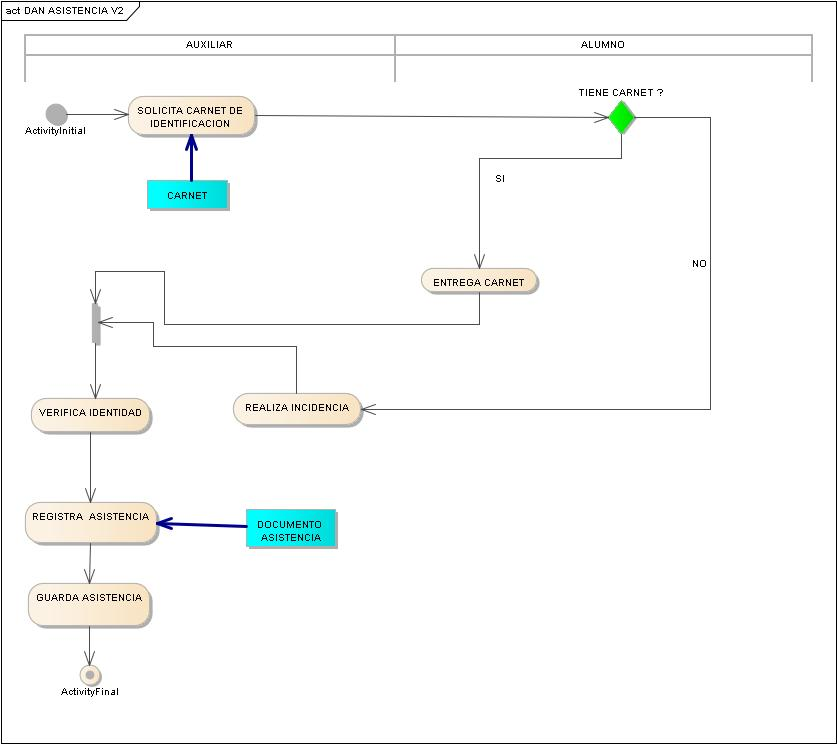 act DAN ASISTENCIA V2
AUXILIAR
ALUMNO
TIENE CARNET ?
SOLICITA CARNET DE
IDENTIFICACION
ActivityInitial
CARNET
SI
NO
ENTREGA CARNET
VERIFICA IDENTIDAD
REALIZA INCIDENCIA
REGISTRA  ASISTENCIA
DOCUMENTO
ASISTENCIA
GUARDA ASISTENCIA
ActivityFinal